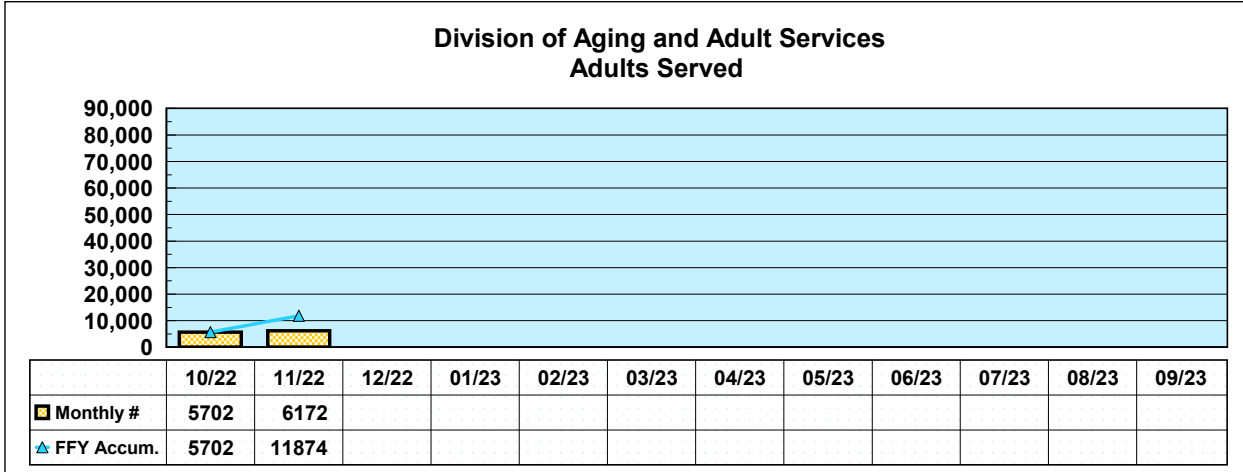 Division of Aging and Adult Services
Adults Served
90,000
80,000
70,000
60,000
50,000
40,000
30,000
20,000
10,000
0
10/22 11/22 12/22 01/23 02/23 03/23 04/23 05/23 06/23 07/23 08/23 09/23
Monthly # 5702 6172
FFY Accum. 5702 11874